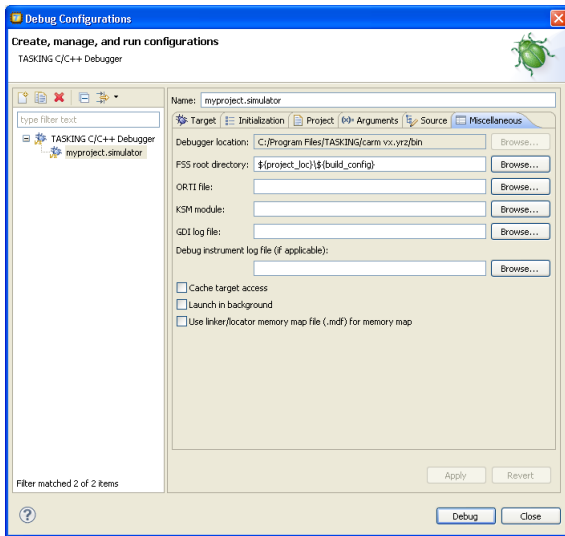 Debug Configurations
Create, manage, and run configurations
TASKING C/C++ Debugger
type filter text
TASKING C/C++ Debugger
myproject.simulator
Filter matched 2 of 2 items
Name: myproject.simulator
Target Initialization Project Arguments Source Miscellaneous
Debugger location: C:/Program Files/TASKING/carm vx.yrz/bin Browse...
FSS root directory: ${project_loc}\${build_config} Browse...
ORTI file: Browse...
KSM module: Browse...
GDI log file: Browse...
Debug instrument log file (if applicable):
Browse...
Cache target access
Launch in background
Use linker/locator memory map file (.mdf) for memory map
Apply Revert
? Debug Close